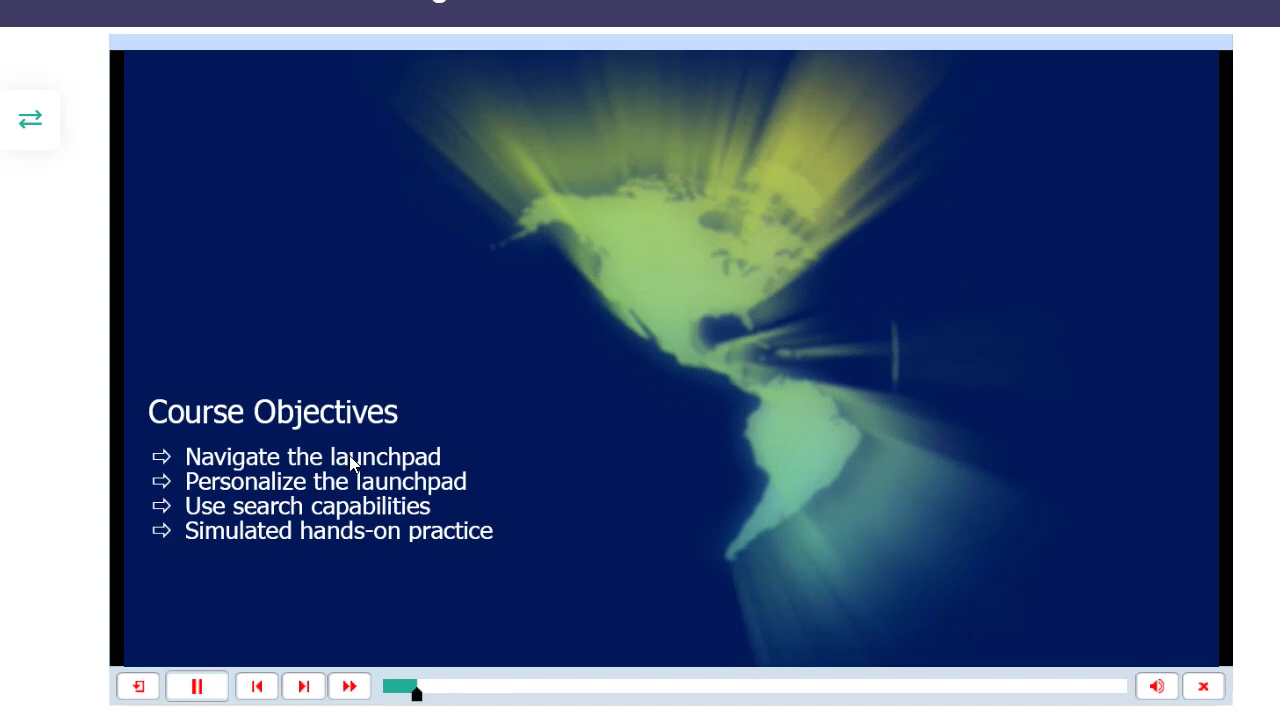 Course Objectives
⇨ Navigate the launchpad
⇨ Personalize the launchpad
⇨ Use search capabilities
⇨ Simulated hands-on practice